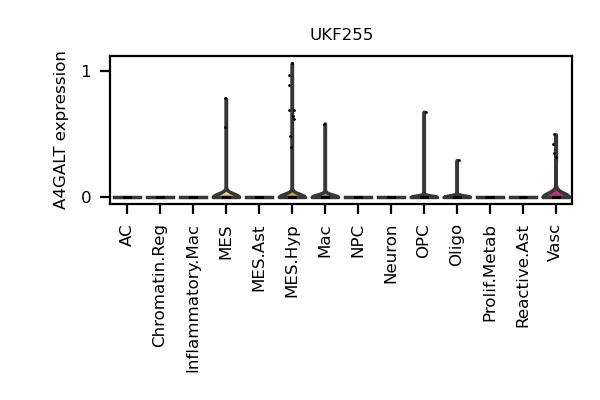 UKF255
A4GALT expression
1
0
AC
Chromatin.Reg
Inflammatory.Mac
MES
MES.Ast
MES.Hyp
Mac
NPC
Neuron
OPC
Oligo
Prolif.Metab
Reactive.Ast
Vasc